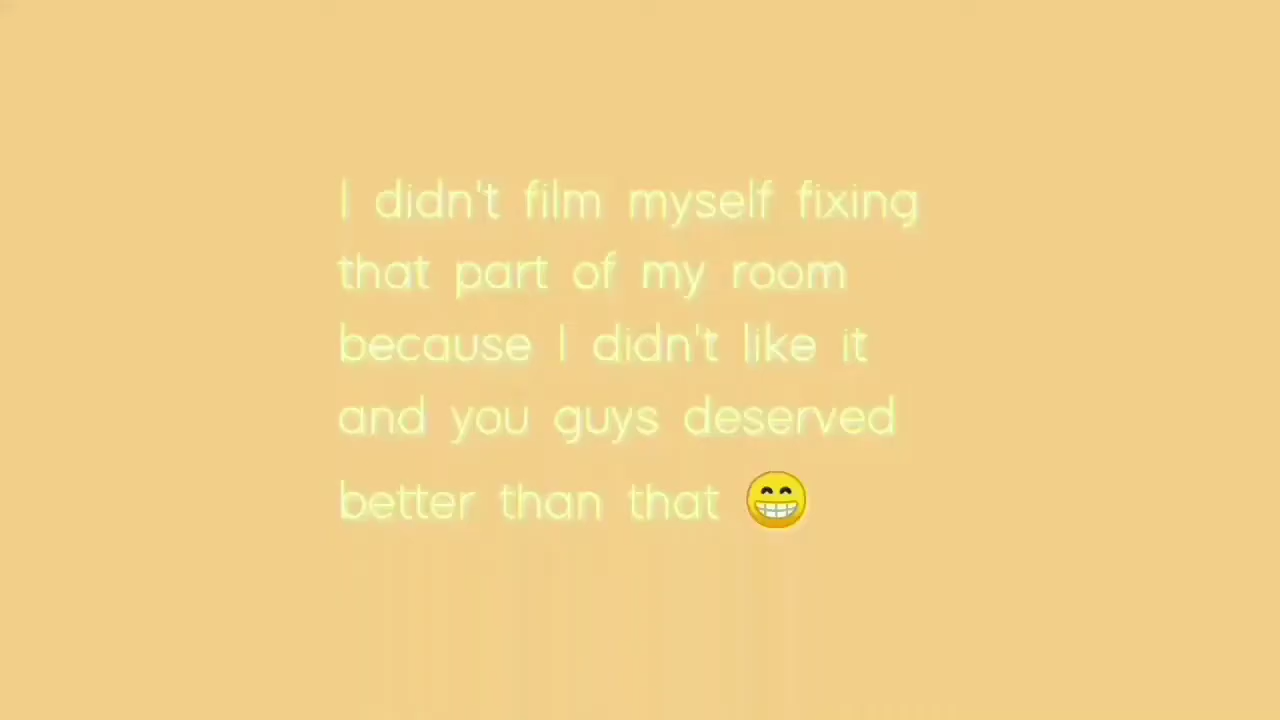 I didn't film myself fixing
that part of my room
because I didn't like it
and you guys deserved
better than that 😁